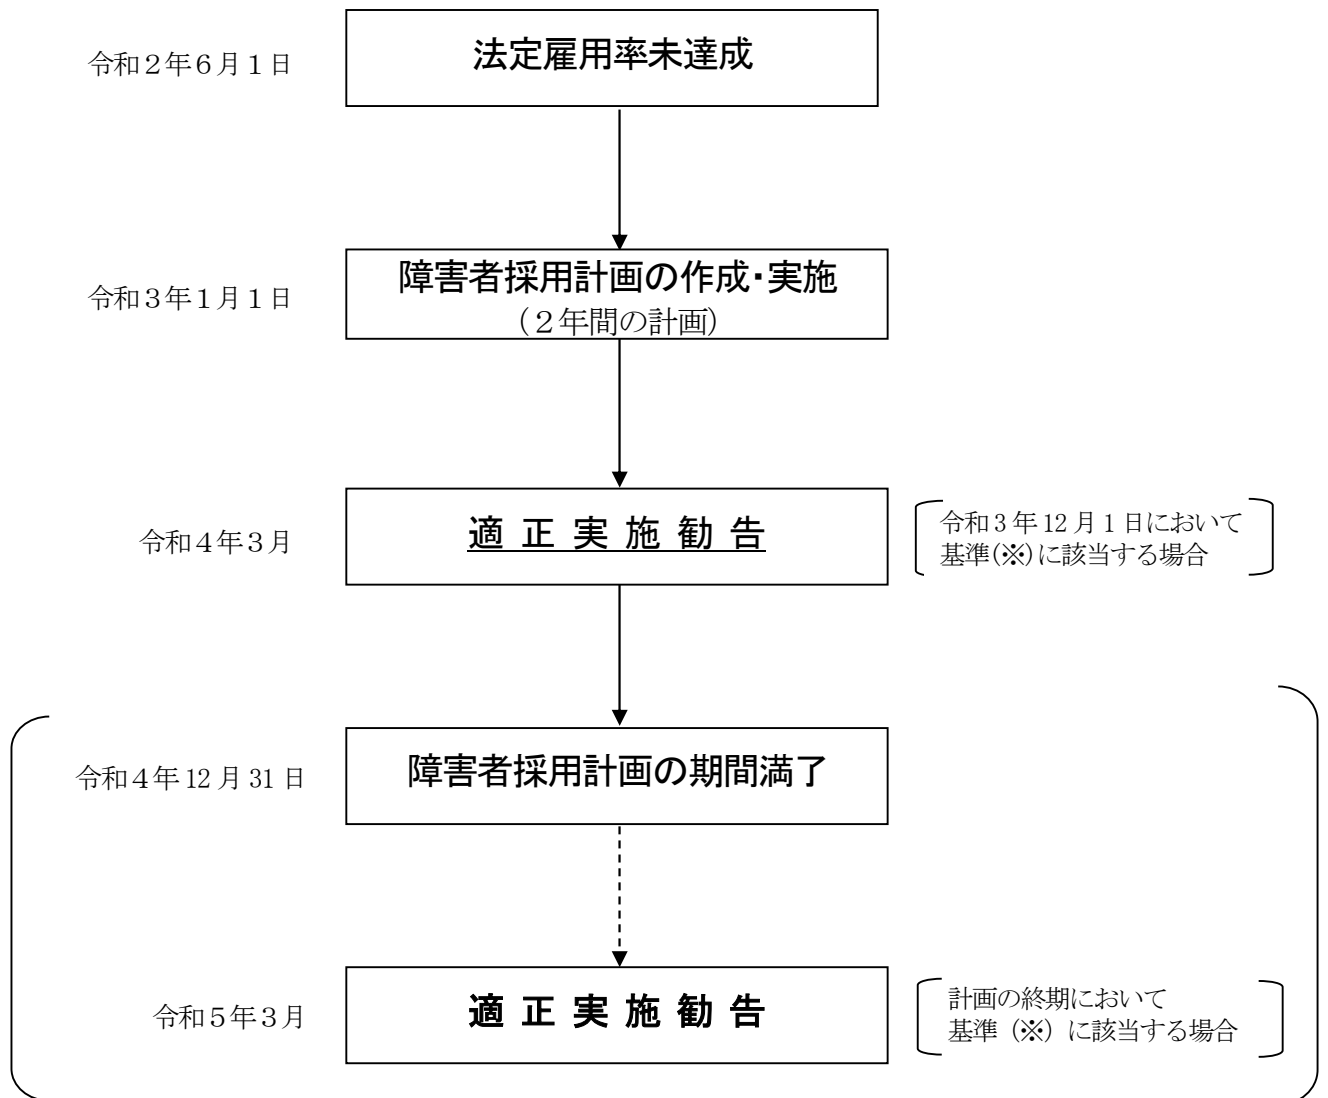 令和２年６月１日
法定雇用率未達成
令和３年１月１日
障害者採用計画の作成・実施
（２年間の計画）
令和４年３月
適 正 実 施 勧 告
令和３年12月１日において
基準(※)に該当する場合
令和４年12月31日
障害者採用計画の期間満了
令和５年３月
適 正 実 施 勧 告
計画の終期において
基準（※）に該当する場合